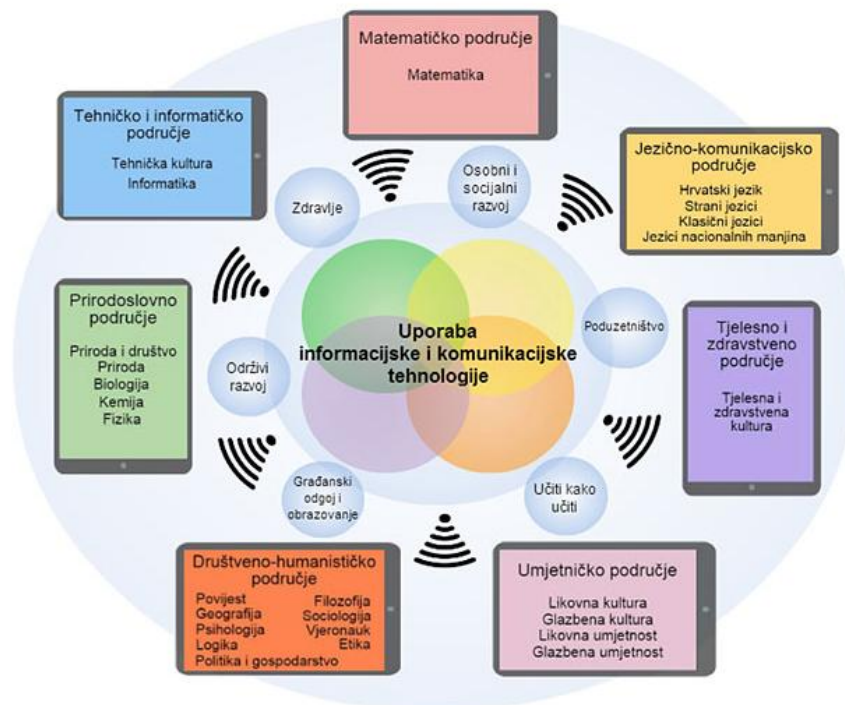 Matematičko područje
Matematika
Tehničko i informatičko
područje
Tehnička kultura
Informatika
Jezično-komunikacijsko
područje
Hrvatski jezik
Strani jezici
Klasični jezici
Jezici nacionalnih manjina
Zdravlje
Osobni i
socijalni
razvoj
Prirodoslovno
područje
Priroda i društvo
Priroda
Biologija
Kemija
Fizika
Održivi
razvoj
Uporaba
informacijske i komunikacijske
tehnologije
Poduzetništvo
Tjelesno i
zdravstveno
područje
Tjelesna i
zdravstvena
kultura
Građanski
odgoj i
obrazovanje
Učiti kako
učiti
Društveno-humanističko
područje
Povijest Filozofija
Geografija Sociologija
Psihologija Vjeronauk
Logika Etika
Politika i gospodarstvo
Umjetničko područje
Likovna kultura
Glazbena kultura
Likovna umjetnost
Glazbena umjetnost